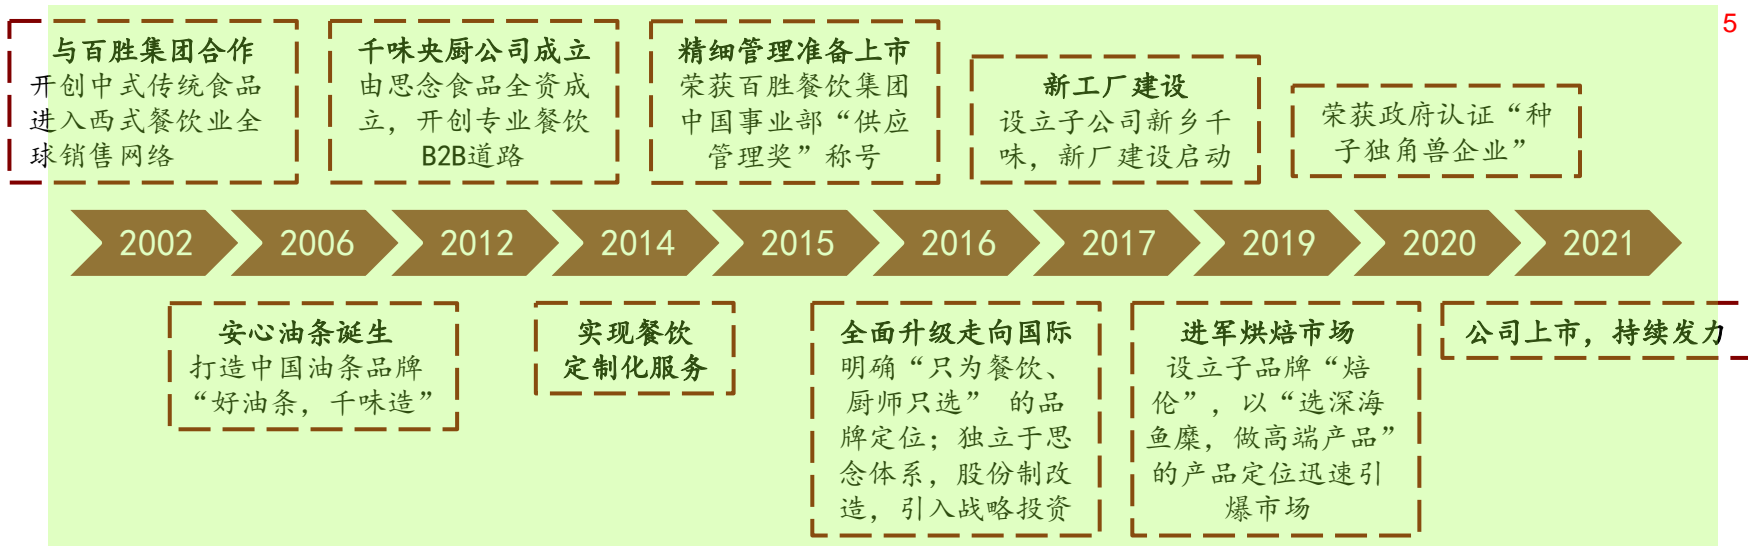 5
与百胜集团合作
开创中式传统食品
进入西式餐饮业全
球销售网络
千味央厨公司成立
由思念食品全资成
立，开创专业餐饮
B2B道路
精细管理准备上市
荣获百胜餐饮集团
中国事业部“供应
管理奖”称号
新工厂建设
设立子公司新乡千
味，新厂建设启动
荣获政府认证“种
子独角兽企业”
2002
2006
2012
2014
2015
2016
2017
2019
2020
2021
安心油条诞生
打造中国油条品牌
“好油条，千味造”
实现餐饮
定制化服务
全面升级走向国际
明确“只为餐饮、
厨师只选” 的品
牌定位；独立于思
念体系，股份制改
造，引入战略投资
进军烘焙市场
设立子品牌“焙
伦”，以“选深海
鱼糜，做高端产品”
的产品定位迅速引
爆市场
公司上市，持续发力